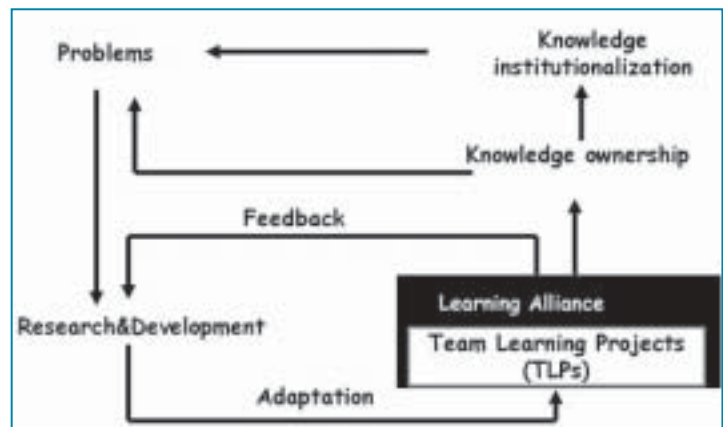 Problems
Knowledge
institutionalization
Knowledge ownership
Feedback
Learning Alliance
Research&Development
Team Learning Projects
(TLPs)
Adaptation